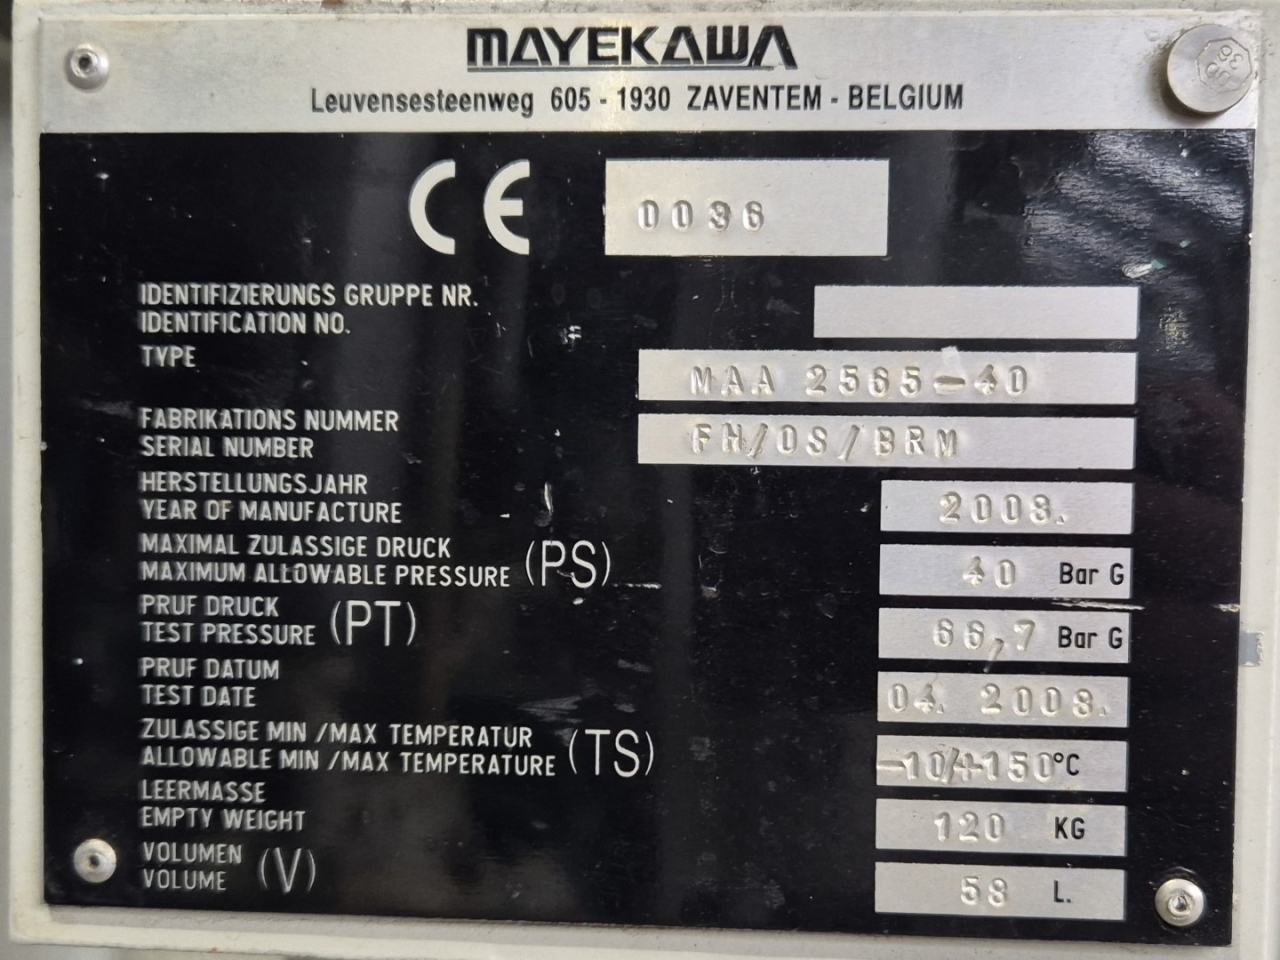 MAYEKAWA
Leuvensesteenweg 605 - 1930 ZAVENTEM - BELGIUM
CE 0036
IDENTIFIZIERUNGS GRUPPE NR.
IDENTIFICATION NO.
TYPE MAA 2565-40
FABRIKATIONS NUMMER
SERIAL NUMBER FH/08/BRM
HERSTELLUNGSJAHR
YEAR OF MANUFACTURE 2008.
MAXIMAL ZULASSIGE DRUCK
MAXIMUM ALLOWABLE PRESSURE (PS) 40 Bar G
PRUF DRUCK
TEST PRESSURE (PT) 66,7 Bar G
PRUF DATUM
TEST DATE 04. 2008.
ZULASSIGE MIN /MAX TEMPERATUR
ALLOWABLE MIN /MAX TEMPERATURE (TS) -10/+150°C
LEERMASSE
EMPTY WEIGHT 120 KG
VOLUMEN
VOLUME (V) 58 L.